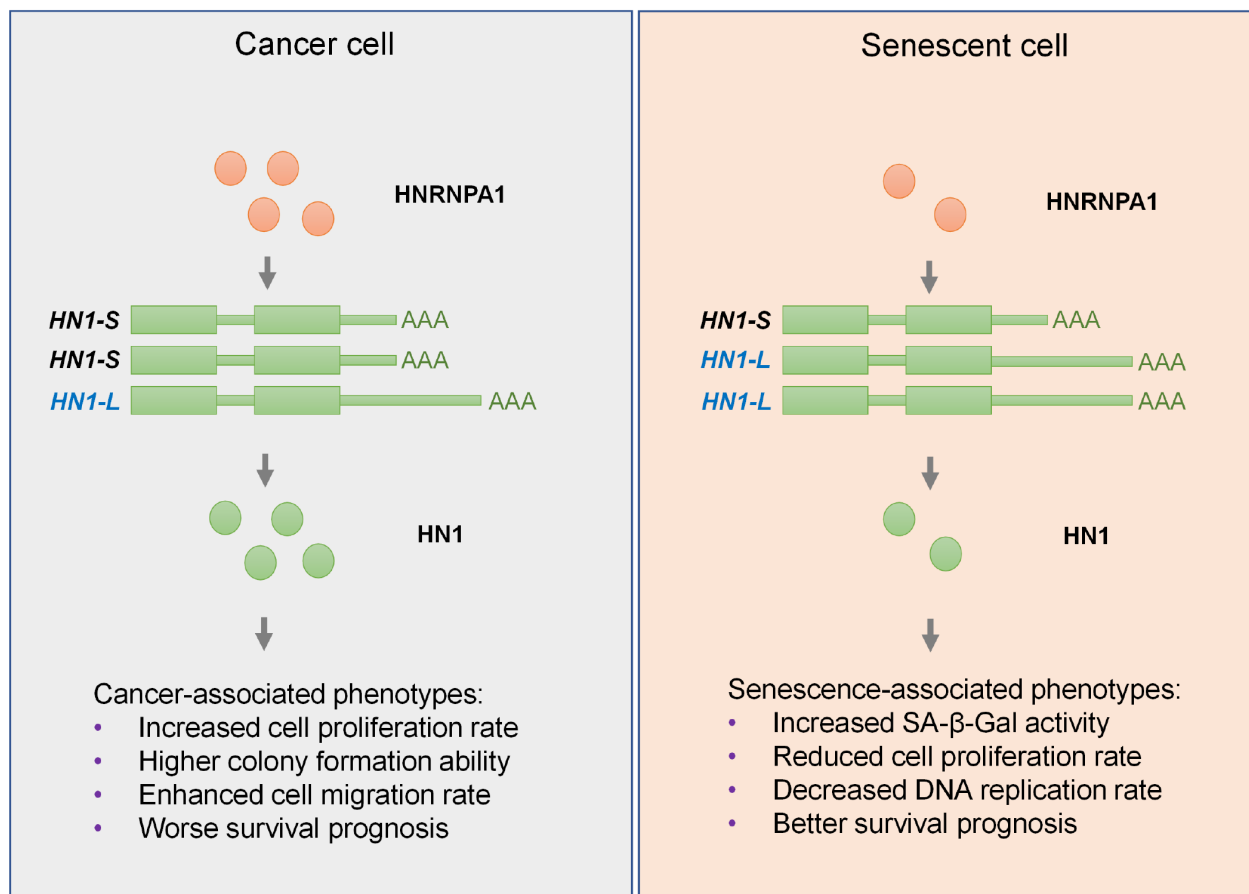 Cancer cell
HNRNPA1
HN1-S AAA
HN1-S AAA
HN1-L AAA
HN1
Cancer-associated phenotypes:
• Increased cell proliferation rate
• Higher colony formation ability
• Enhanced cell migration rate
• Worse survival prognosis
Senescent cell
HNRNPA1
HN1-S AAA
HN1-L AAA
HN1-L AAA
HN1
Senescence-associated phenotypes:
• Increased SA-β-Gal activity
• Reduced cell proliferation rate
• Decreased DNA replication rate
• Better survival prognosis